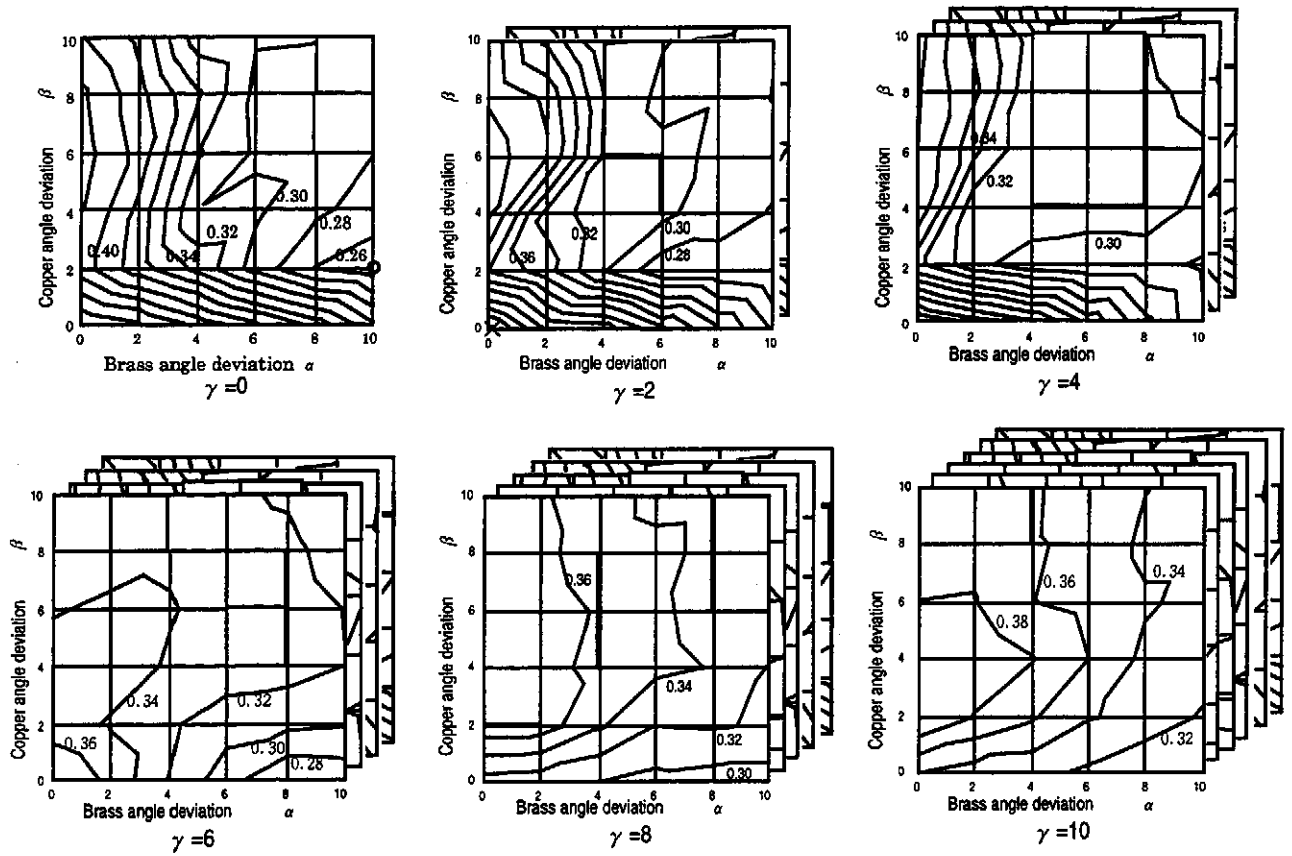 10
8
6
4
2
0
β
Copper angle deviation
0.40
0.34
0.32
0.30
0.28
0.26
0 2 4 6 8 10
Brass angle deviation α
γ =0
10
8
6
4
2
0
β
Copper angle deviation
0.36
0.32
0.30
0.28
0 2 4 6 8 10
Brass angle deviation α
γ =2
10
8
6
4
2
0
β
Copper angle deviation
0.34
0.32
0.30
0 2 4 6 8 10
Brass angle deviation α
γ =4
10
8
6
4
2
0
β
Copper angle deviation
0.34
0.32
0.36
0.30
0.28
0 2 4 6 8 10
Brass angle deviation α
γ =6
10
8
6
4
2
0
β
Copper angle deviation
0.36
0.34
0.32
0.30
0 2 4 6 8 10
Brass angle deviation α
γ =8
10
8
6
4
2
0
β
Copper angle deviation
0.36
0.34
0.38
0.32
0 2 4 6 8 10
Brass angle deviation α
γ =10